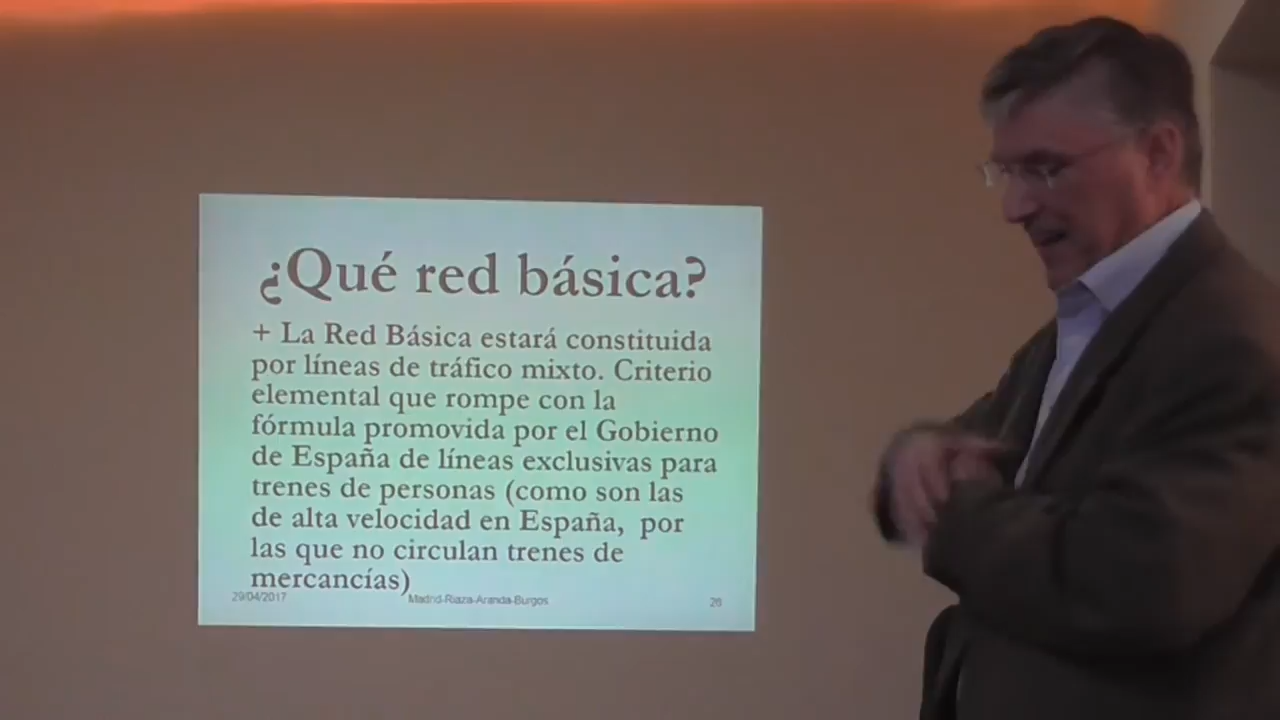 ¿Qué red básica?
+ La Red Básica estará constituida
por líneas de tráfico mixto. Criterio
elemental que rompe con la
fórmula promovida por el Gobierno
de España de líneas exclusivas para
trenes de personas (como son las
de alta velocidad en España, por
las que no circulan trenes de
mercancías)
29/04/2017 Madrid-Riaza-Aranda-Burgos 26